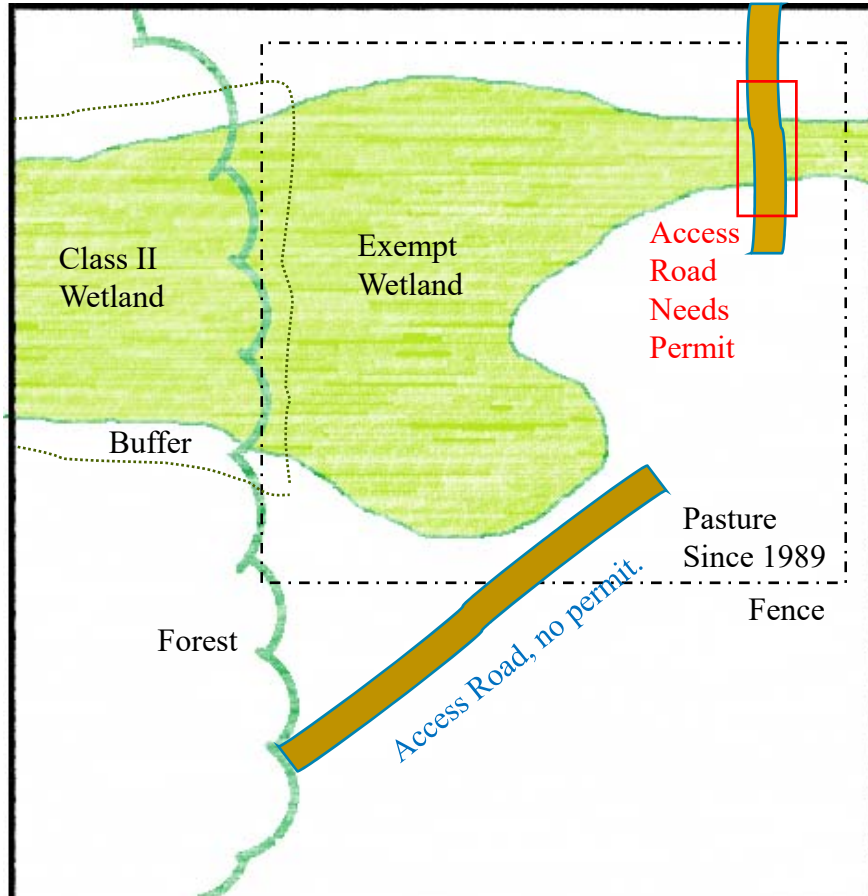 Class II
Wetland
Exempt
Wetland
Access
Road
Needs
Permit
Buffer
Pasture
Since 1989
Fence
Forest
Access Road, no permit.